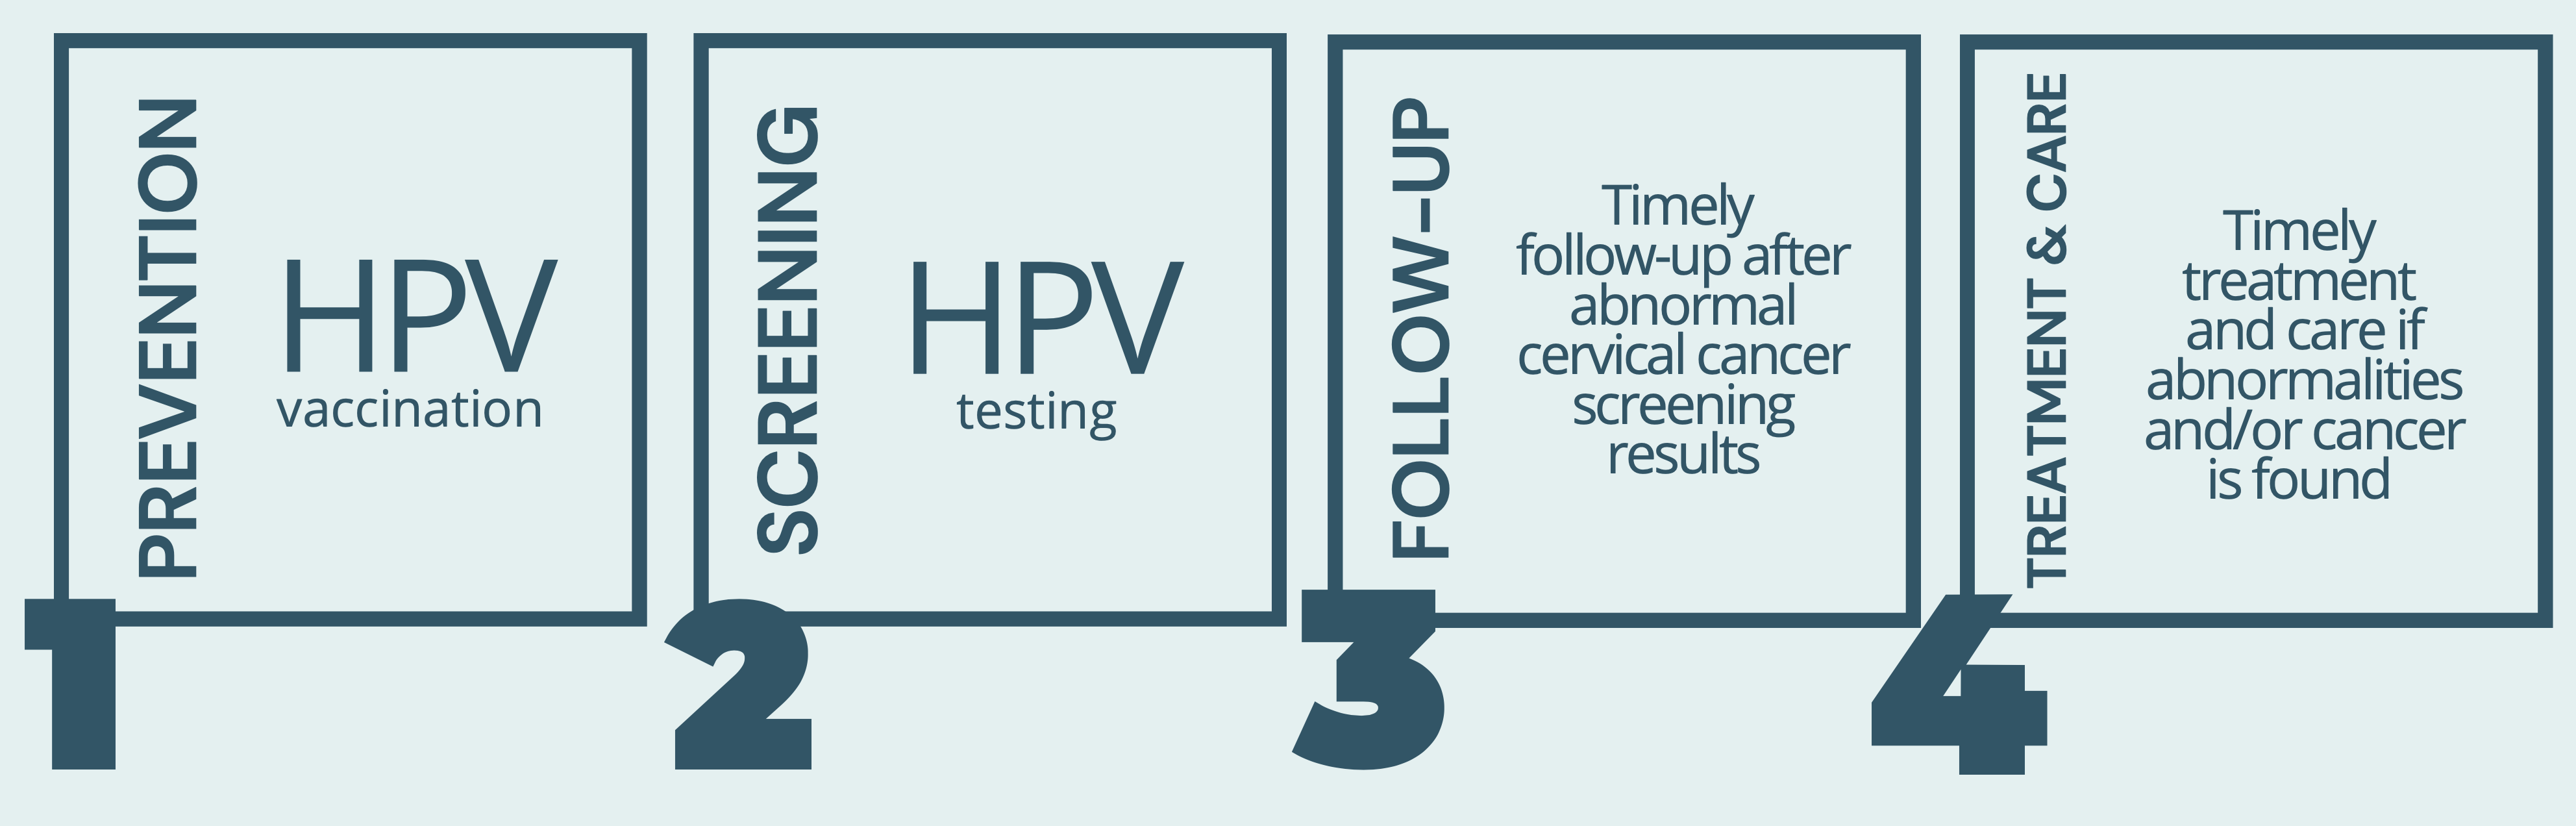 PREVENTION
HPV
vaccination
1
SCREENING
HPV
testing
2
FOLLOW-UP
Timely
follow-up after
abnormal
cervical cancer
screening
results
3
TREATMENT & CARE
Timely
treatment
and care if
abnormalities
and/or cancer
is found
4